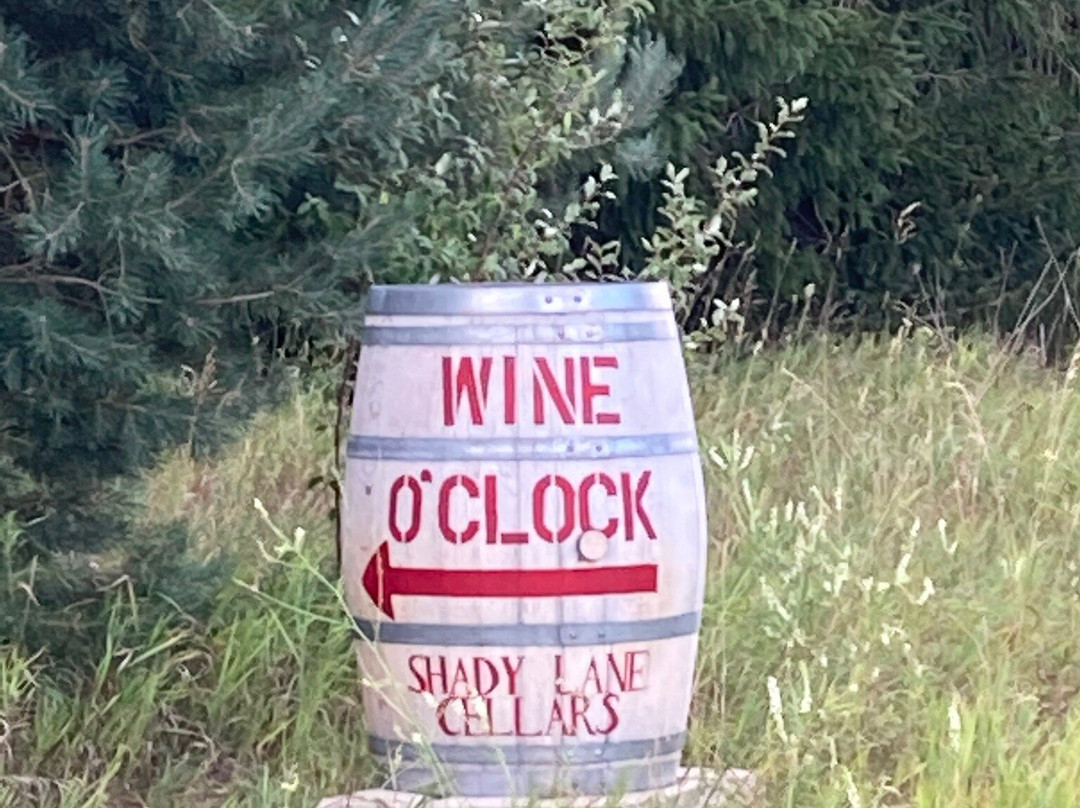 WINE
O'CLOCK
SHADY LANE
CELLARS